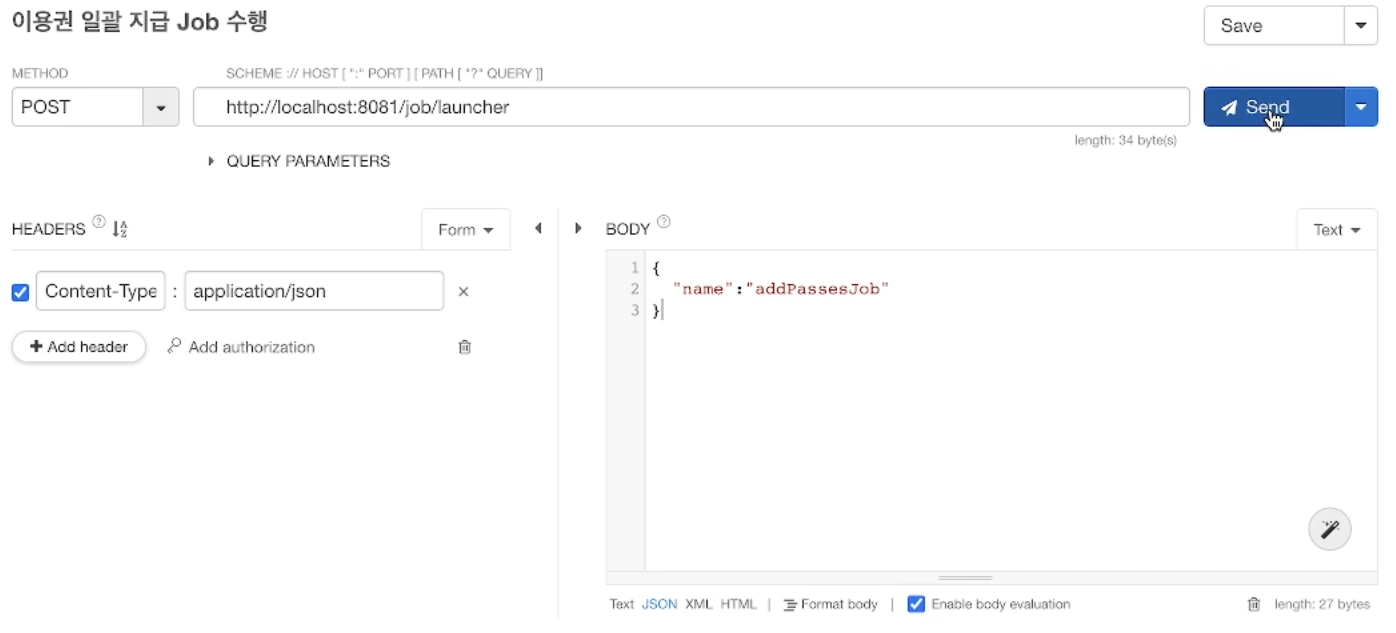 이용권 일괄 지급 Job 수행
Save
METHOD
SCHEME :// HOST [ ":" PORT ] [ PATH [ "?" QUERY ]]
POST
http://localhost:8081/job/launcher
Send
length: 34 byte(s)
QUERY PARAMETERS
HEADERS ?
Form
BODY ?
Text
Content-Type : application/json ×
+ Add header
Add authorization
1 {
2 "name":"addPassesJob"
3 }
Text JSON XML HTML | Format body | Enable body evaluation
length: 27 bytes